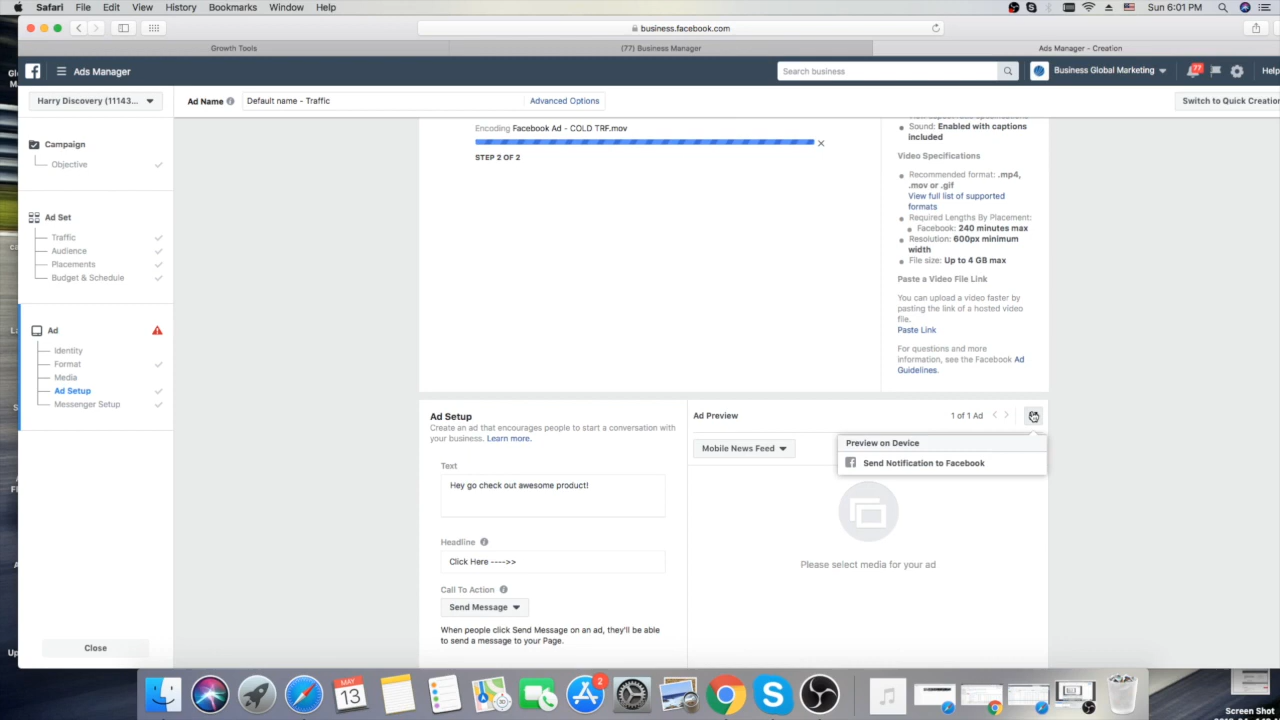 Safari File Edit View History Bookmarks Window Help
Sun 6:01 PM
business.facebook.com
Growth Tools
(77) Business Manager
Ads Manager - Creation
Ads Manager
Search business
Business Global Marketing
77
Help
Harry Discovery (11143...
Ad Name
Default name - Traffic
Advanced Options
Switch to Quick Creation
Campaign
Objective
Ad Set
Traffic
Audience
Placements
Budget & Schedule
Ad
Identity
Format
Media
Ad Setup
Messenger Setup
Close
Encoding Facebook Ad - COLD TRF.mov
STEP 2 OF 2
Sound: Enabled with captions
included
Video Specifications
Recommended format: .mp4,
.mov or .gif
View full list of supported
formats
Required Lengths By Placement:
Facebook: 240 minutes max
Resolution: 600px minimum
width
File size: Up to 4 GB max
Paste a Video File Link
You can upload a video faster by
pasting the link of a hosted video
file.
Paste Link
For questions and more
information, see the Facebook Ad
Guidelines.
Ad Setup
Create an ad that encourages people to start a conversation with
your business. Learn more.
Text
Hey go check out awesome product!
Headline
Click Here ---->>
Call To Action
Send Message
When people click Send Message on an ad, they'll be able
to send a message to your Page.
Ad Preview
1 of 1 Ad
Mobile News Feed
Preview on Device
Send Notification to Facebook
Please select media for your ad
MAY
13
2
Screen Shot